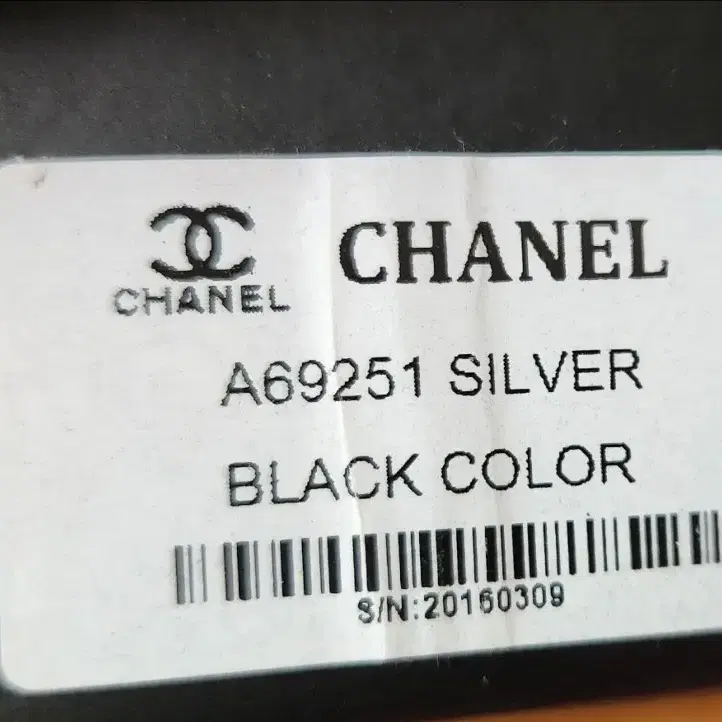 CHANEL CHANEL
A69251 SILVER
BLACK COLOR
S/N:20160309